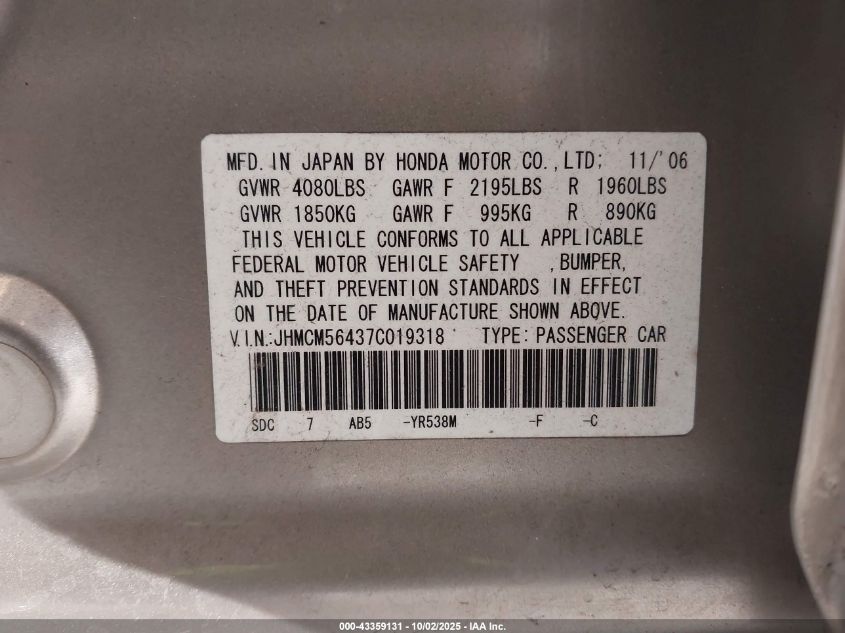 MFD. IN JAPAN BY HONDA MOTOR CO.,LTD; 11/'06
GVWR 4080LBS GAWR F 2195LBS R 1960LBS
GVWR 1850KG GAWR F 995KG R 890KG
THIS VEHICLE CONFORMS TO ALL APPLICABLE
FEDERAL MOTOR VEHICLE SAFETY ,BUMPER,
AND THEFT PREVENTION STANDARDS IN EFFECT
ON THE DATE OF MANUFACTURE SHOWN ABOVE.
V.I.N.:JHMCM56437C019318 TYPE: PASSENGER CAR
SDC 7 AB5 -YR538M -F -C
000-43359131 - 10/02/2025 - IAA Inc.